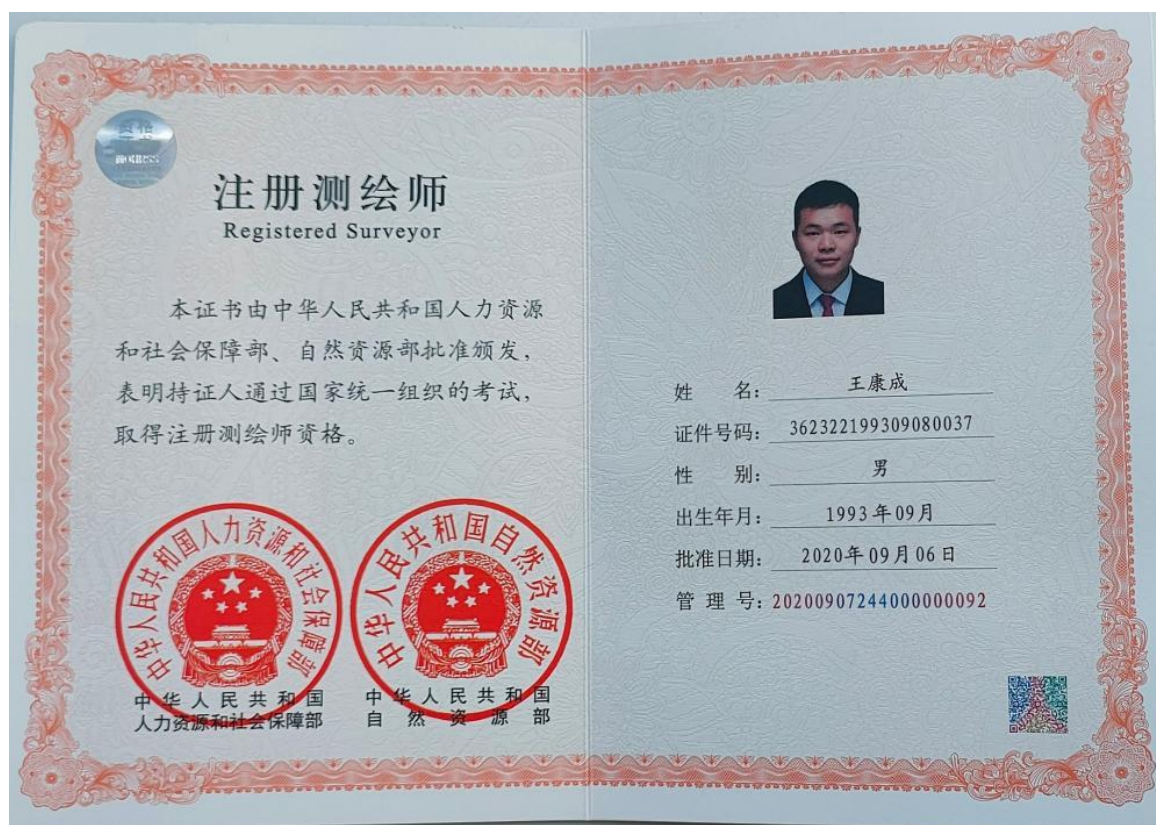 注册测绘师
Registered Surveyor
本证书由中华人民共和国人力资源
和社会保障部、自然资源部批准颁发，
表明持证人通过国家统一组织的考试，
取得注册测绘师资格。
中华人民共和国人力资源和社会保障部
中华人民共和国自然资源部
中华人民共和国
人力资源和社会保障部
中华人民共和国
自然资源部
姓 名：王康成
证件号码：362322199309080037
性 别：男
出生年月：1993年09月
批准日期：2020年09月06日
管 理 号：20200907244000000092